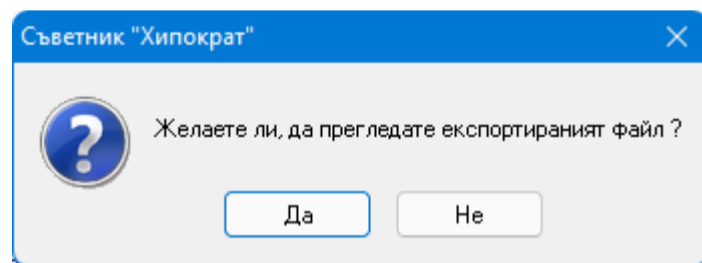 Съветник "Хипократ"
Желаете ли, да прегледате експортираният файл ?
Да
Не